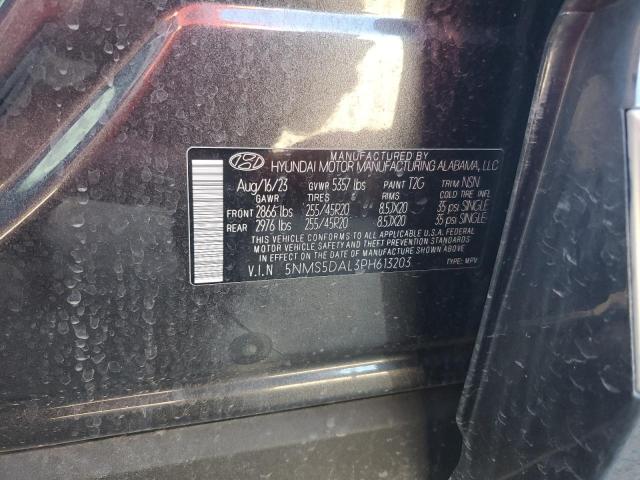 MANUFACTURED BY
HYUNDAI MOTOR MANUFACTURING ALABAMA, LLC
Aug/16/23 GVWR 5357 lbs PAINT T2G TRIM NSN
GAWR TIRES RIMS COLD TIRE INFL
FRONT 2866 lbs 255/45R20 8.5JX20 35 psi SINGLE
REAR 2976 lbs 255/45R20 8.5JX20 35 psi SINGLE
THIS VEHICLE CONFORMS TO ALL APPLICABLE U.S.A. FEDERAL
MOTOR VEHICLE SAFETY, BUMPER, AND THEFT PREVENTION
STANDARDS IN EFFECT ON THE DATE OF MANUFACTURE SHOWN ABOVE.
V.I.N 5NMS5DAL3PH613203 TYPE: MPV